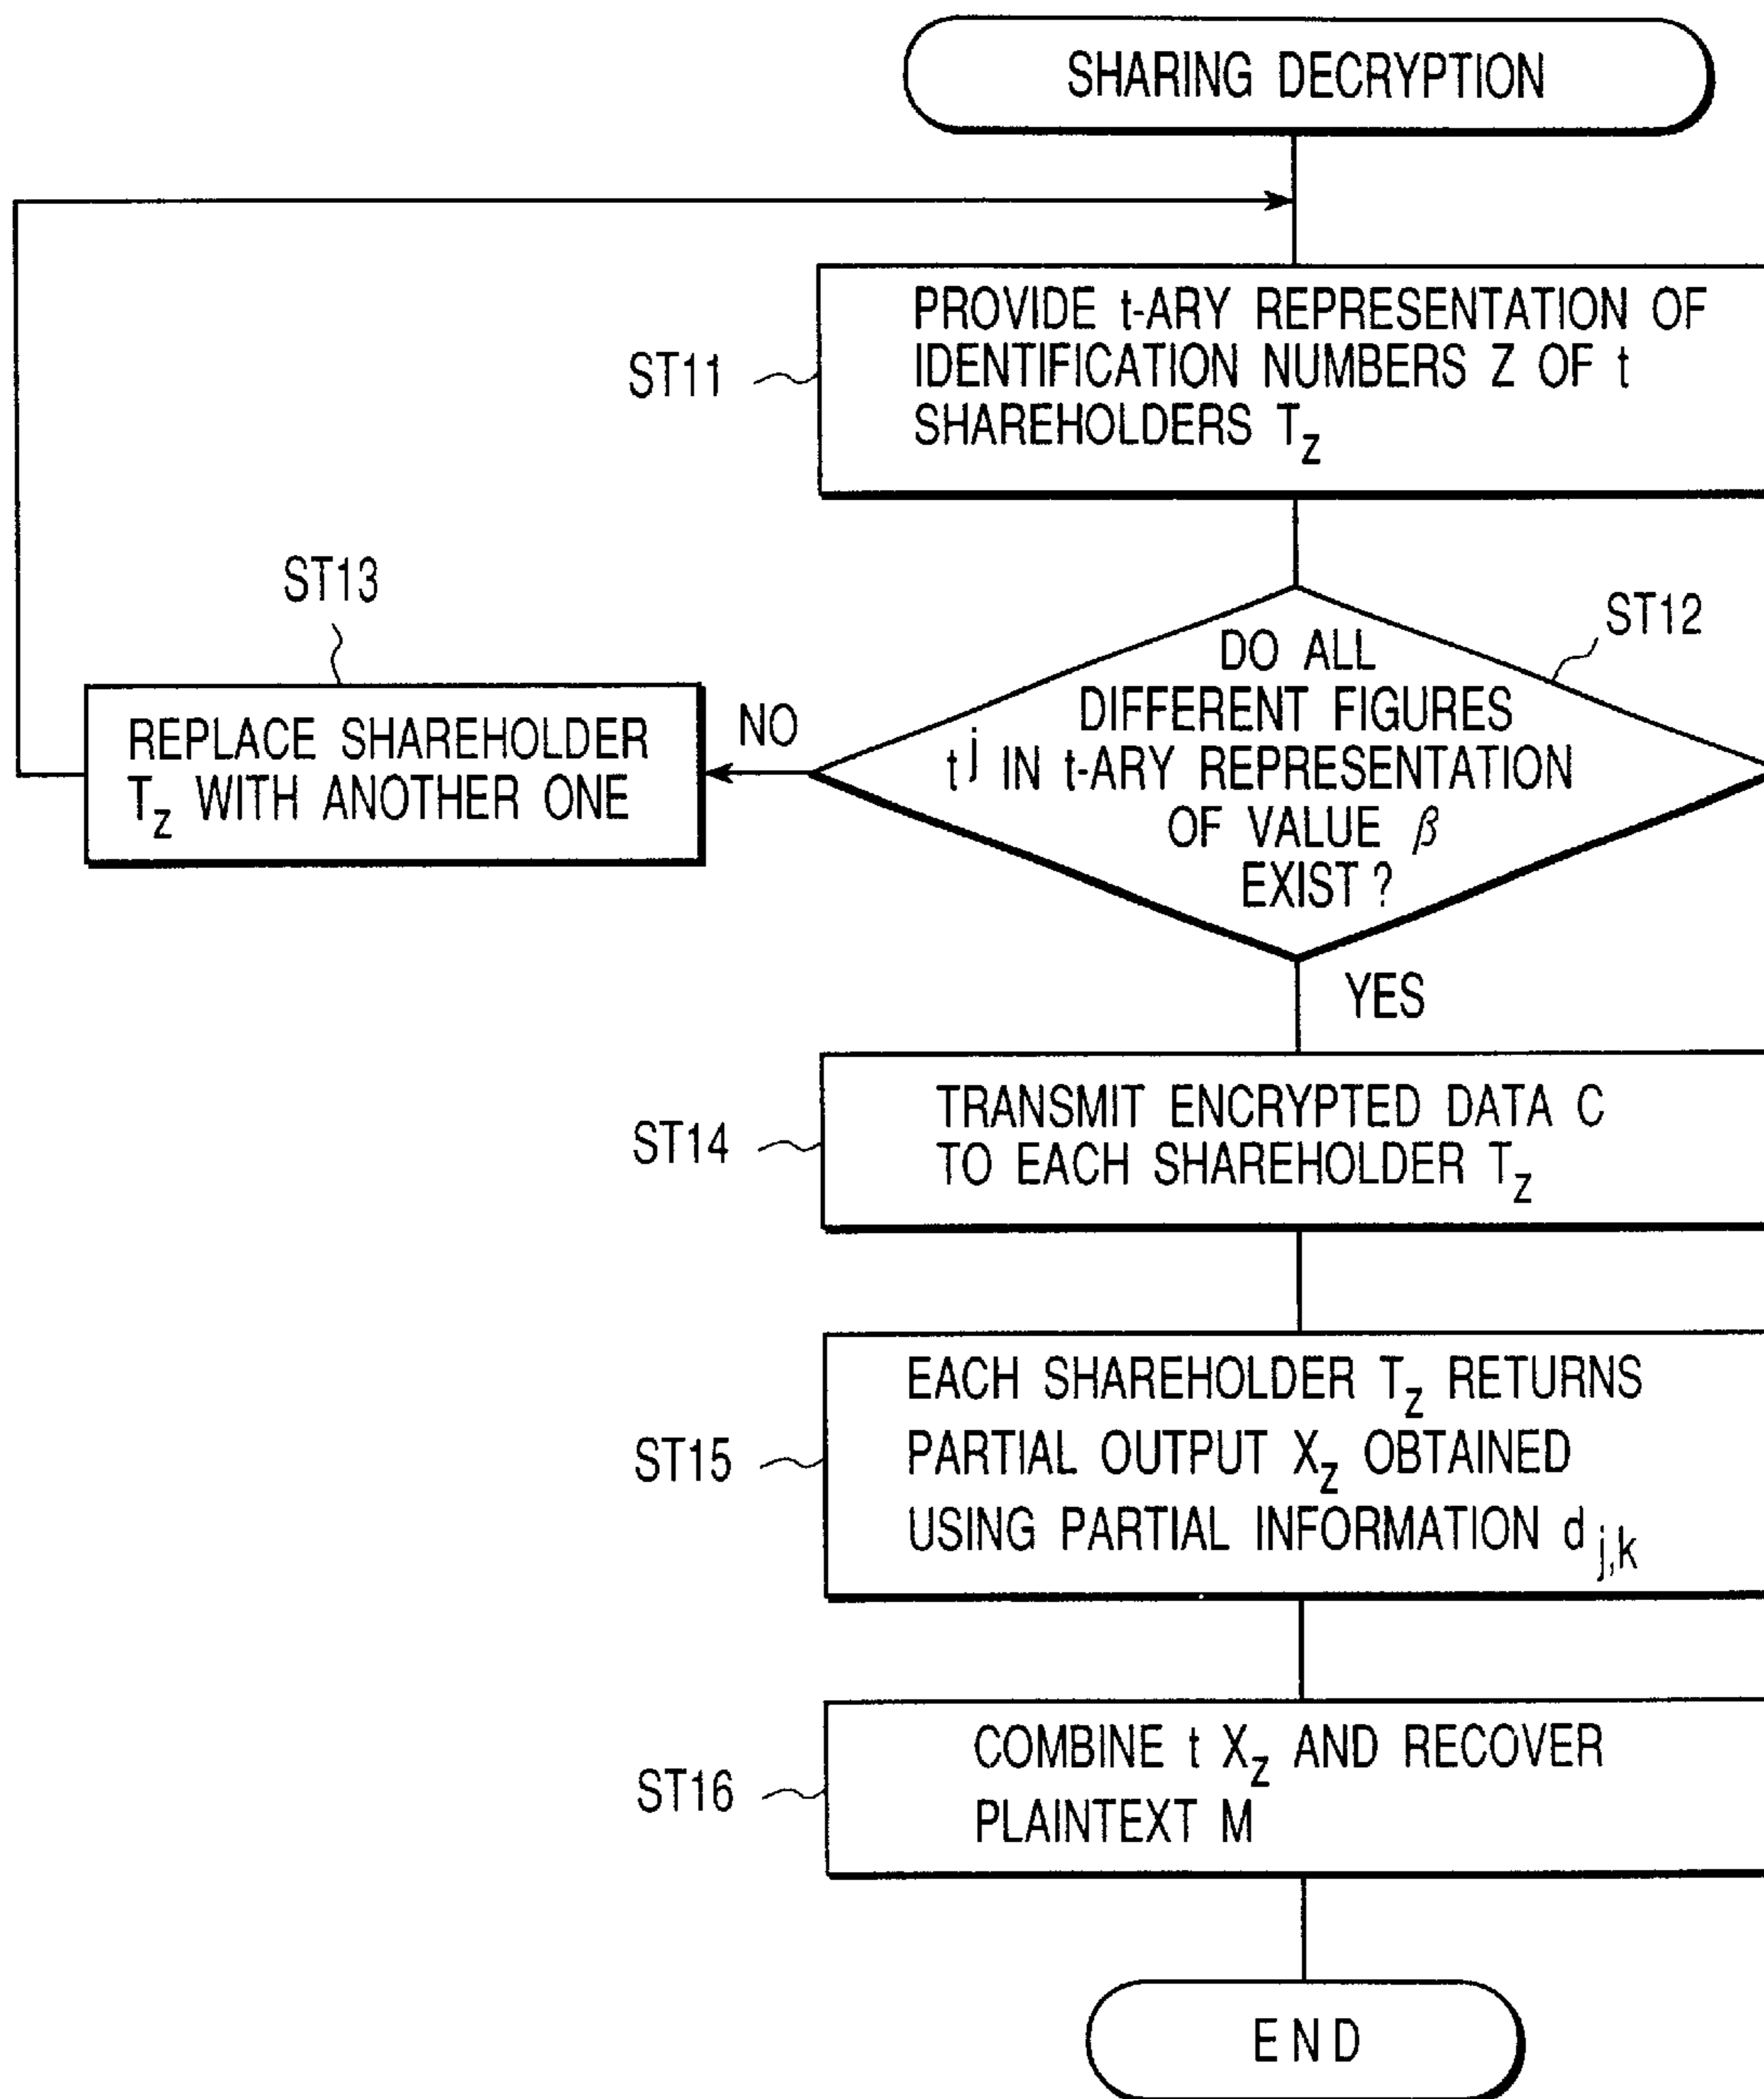 SHARING DECRYPTION
ST11
PROVIDE t-ARY REPRESENTATION OF
IDENTIFICATION NUMBERS Z OF t
SHAREHOLDERS Tz
ST12
DO ALL
DIFFERENT FIGURES
t^j IN t-ARY REPRESENTATION
OF VALUE β
EXIST?
NO
ST13
REPLACE SHAREHOLDER
Tz WITH ANOTHER ONE
YES
ST14
TRANSMIT ENCRYPTED DATA C
TO EACH SHAREHOLDER Tz
ST15
EACH SHAREHOLDER Tz RETURNS
PARTIAL OUTPUT Xz OBTAINED
USING PARTIAL INFORMATION dj,k
ST16
COMBINE t Xz AND RECOVER
PLAINTEXT M
END